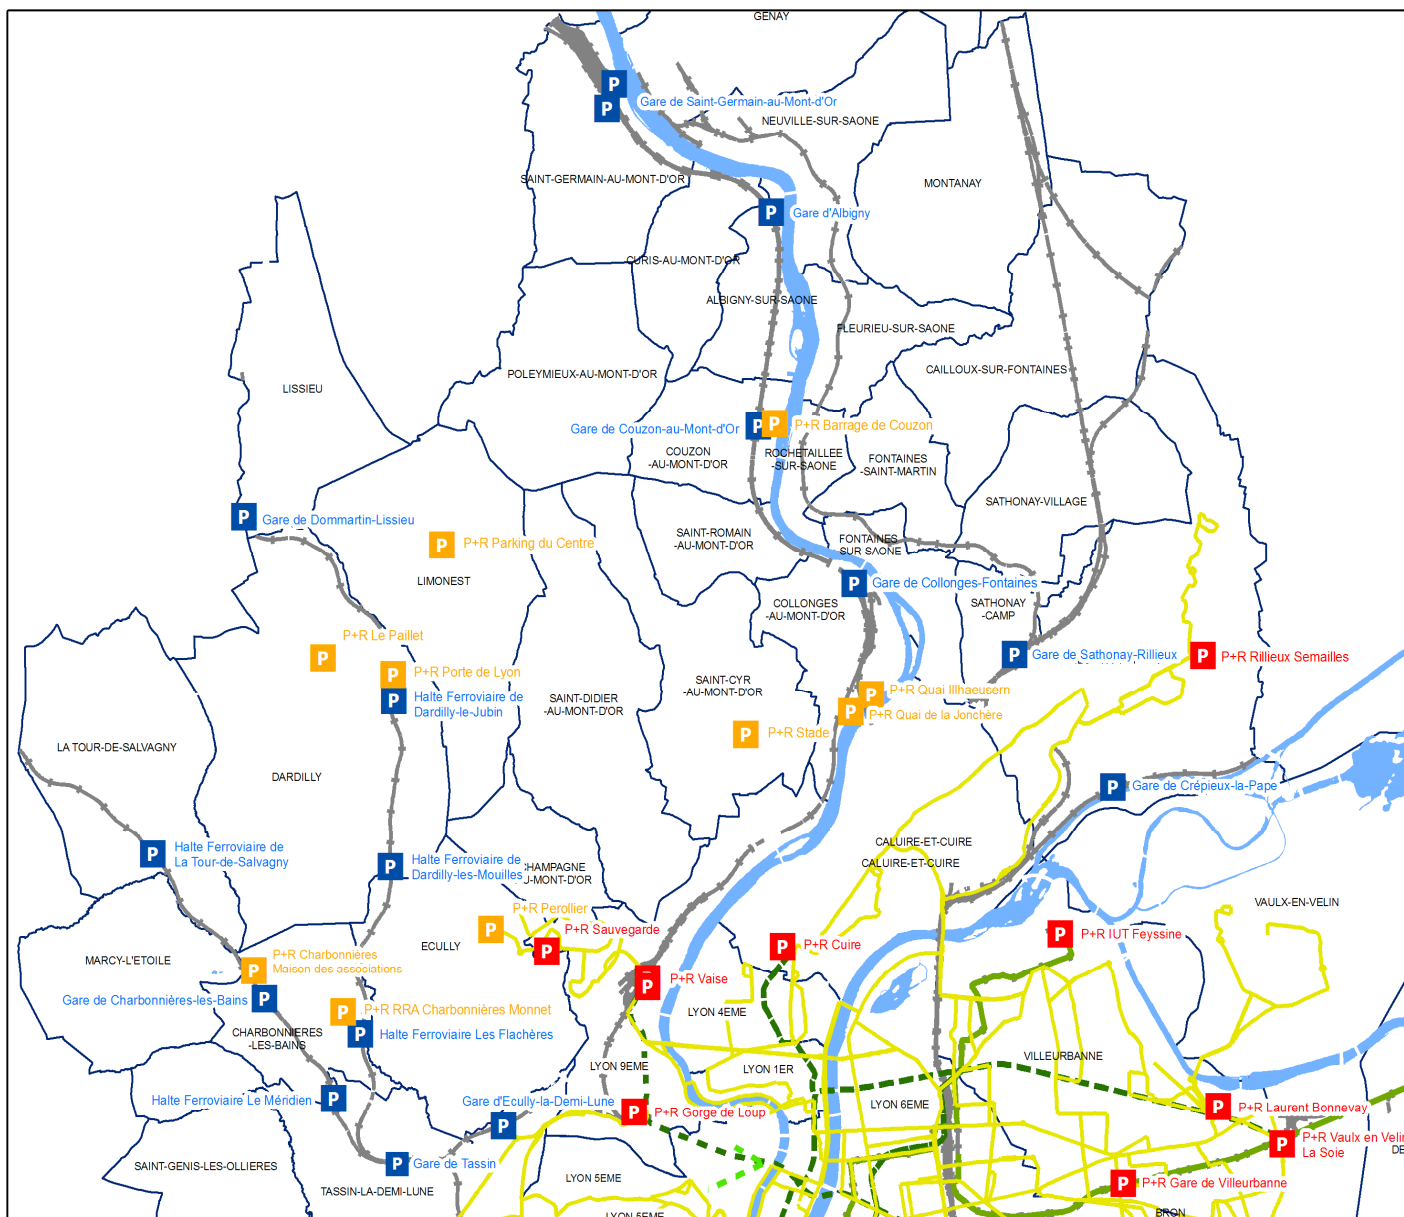 GENAY
P
Gare de Saint-Germain-au-Mont-d'Or
P
NEUVILLE-SUR-SAONE
SAINT-GERMAIN-AU-MONT-D'OR
MONTANAY
P
Gare d'Albigny
CURIS-AU-MONT-D'OR
ALBIGNY-SUR-SAONE
FLEURIEU-SUR-SAONE
POLEYMIEUX-AU-MONT-D'OR
CAILLOUX-SUR-FONTAINES
LISSIEU
Gare de Couzon-au-Mont-d'Or
P
P
P+R Barrage de Couzon
COUZON
-AU-MONT-D'OR
ROCHETAILLEE
-SUR-SAONE
FONTAINES
-SAINT-MARTIN
SATHONAY-VILLAGE
P
Gare de Dommartin-Lissieu
P
P+R Parking du Centre
LIMONEST
SAINT-ROMAIN
-AU-MONT-D'OR
FONTAINES
SUR SAONE
P
Gare de Collonges-Fontaines
COLLONGES
-AU-MONT-D'OR
SATHONAY
-CAMP
P+R Le Paillet
P
P
P+R Porte de Lyon
P
Halte Ferroviaire de
Dardilly-le-Jubin
P
Gare de Sathonay-Rillieux
P
P+R Rillieux Semailles
SAINT-DIDIER
-AU-MONT-D'OR
SAINT-CYR
-AU-MONT-D'OR
P
P+R Quai Illhaeusern
P
P+R Quai de la Jonchère
P
P+R Stade
LA TOUR-DE-SALVAGNY
DARDILLY
P
Gare de Crépieux-la-Pape
P
Halte Ferroviaire de
La Tour-de-Salvagny
P
Halte Ferroviaire de
Dardilly-les-Mouilles
CHAMPAGNE
U-MONT-D'OR
CALUIRE-ET-CUIRE
CALUIRE-ET-CUIRE
VAULX-EN-VELIN
P+R Perollier
P
ECULLY
P
P+R Sauvegarde
P
P+R Cuire
P
P+R IUT Feyssine
MARCY-L'ETOILE
P
P+R Charbonnières
Maison des associations
Gare de Charbonnières-les-Bains
P
P
P+R Vaise
P
P+R RRA Charbonnières Monnet
P
Halte Ferroviaire Les Flachères
CHARBONNIERES
-LES-BAINS
LYON 4EME
LYON 9EME
LYON 1ER
VILLEURBANNE
Halte Ferroviaire Le Méridien
P
Gare d'Ecully-la-Demi-Lune
P
P
P+R Gorge de Loup
LYON 6EME
P
P+R Laurent Bonnevay
P
P+R Vaulx en Velin
La Soie
DE
SAINT-GENIS-LES-OLLIERES
P
Gare de Tassin
TASSIN-LA-DEMI-LUNE
LYON 5EME
P
P+R Gare de Villeurbanne
LYON 5EME
BRON